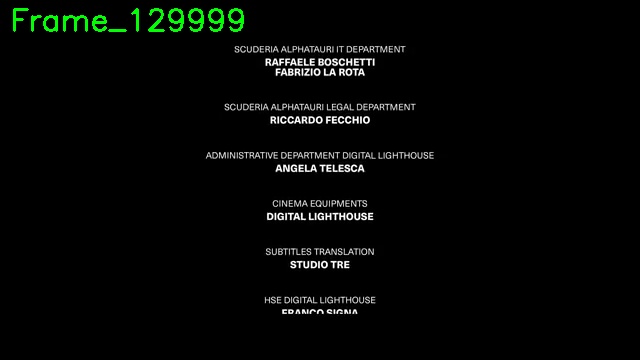 Frame_129999
SCUDERIA ALPHATAURI IT DEPARTMENT
RAFFAELE BOSCHETTI
FABRIZIO LA ROTA
SCUDERIA ALPHATAURI LEGAL DEPARTMENT
RICCARDO FECCHIO
ADMINISTRATIVE DEPARTMENT DIGITAL LIGHTHOUSE
ANGELA TELESCA
CINEMA EQUIPMENTS
DIGITAL LIGHTHOUSE
SUBTITLES TRANSLATION
STUDIO TRE
HSE DIGITAL LIGHTHOUSE
FRANCO SIGNA